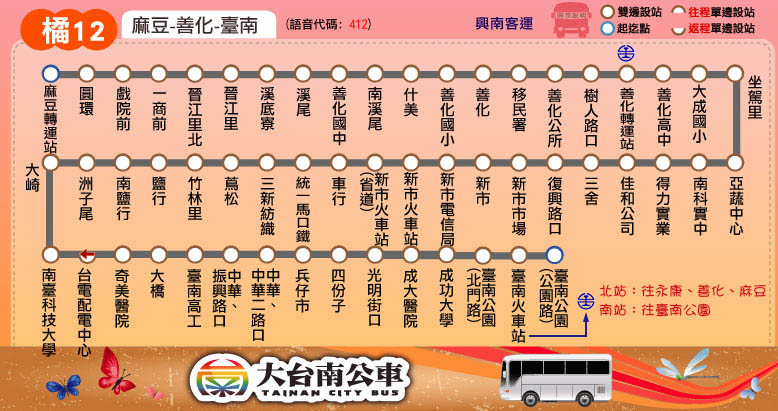 橘12
麻豆-善化-臺南
(語音代碼: 412)
興南客運
雙邊設站
往程單邊設站
起迄點
返程單邊設站
麻豆轉運站
圓環
戲院前
一商前
晉江里北
晉江里
溪底寮
溪尾
善化國中
南溪尾
什美
善化國小
善化
移民署
善化公所
樹人路口
善化轉運站
善化高中
大成國小
坐駕里
亞蔬中心
南科實中
得力實業
佳和公司
三舍
復興路口
新市市場
新市
新市電信局
新市火車站
新市火車站(省道)
車行
統一馬口鐵
三新紡織
蔦松
竹林里
鹽行
南鹽行
洲子尾
大崎
南臺科技大學
台電配電中心
奇美醫院
大橋
臺南高工
中華、振興路口
中華、中華二路口
兵仔市
四份子
光明街口
成大醫院
成功大學
臺南公園(北門路)
臺南火車站
臺南公園(公園路)
北站：往永康、善化、麻豆
南站：往臺南公園
大台南公車
TAINAN CITY BUS